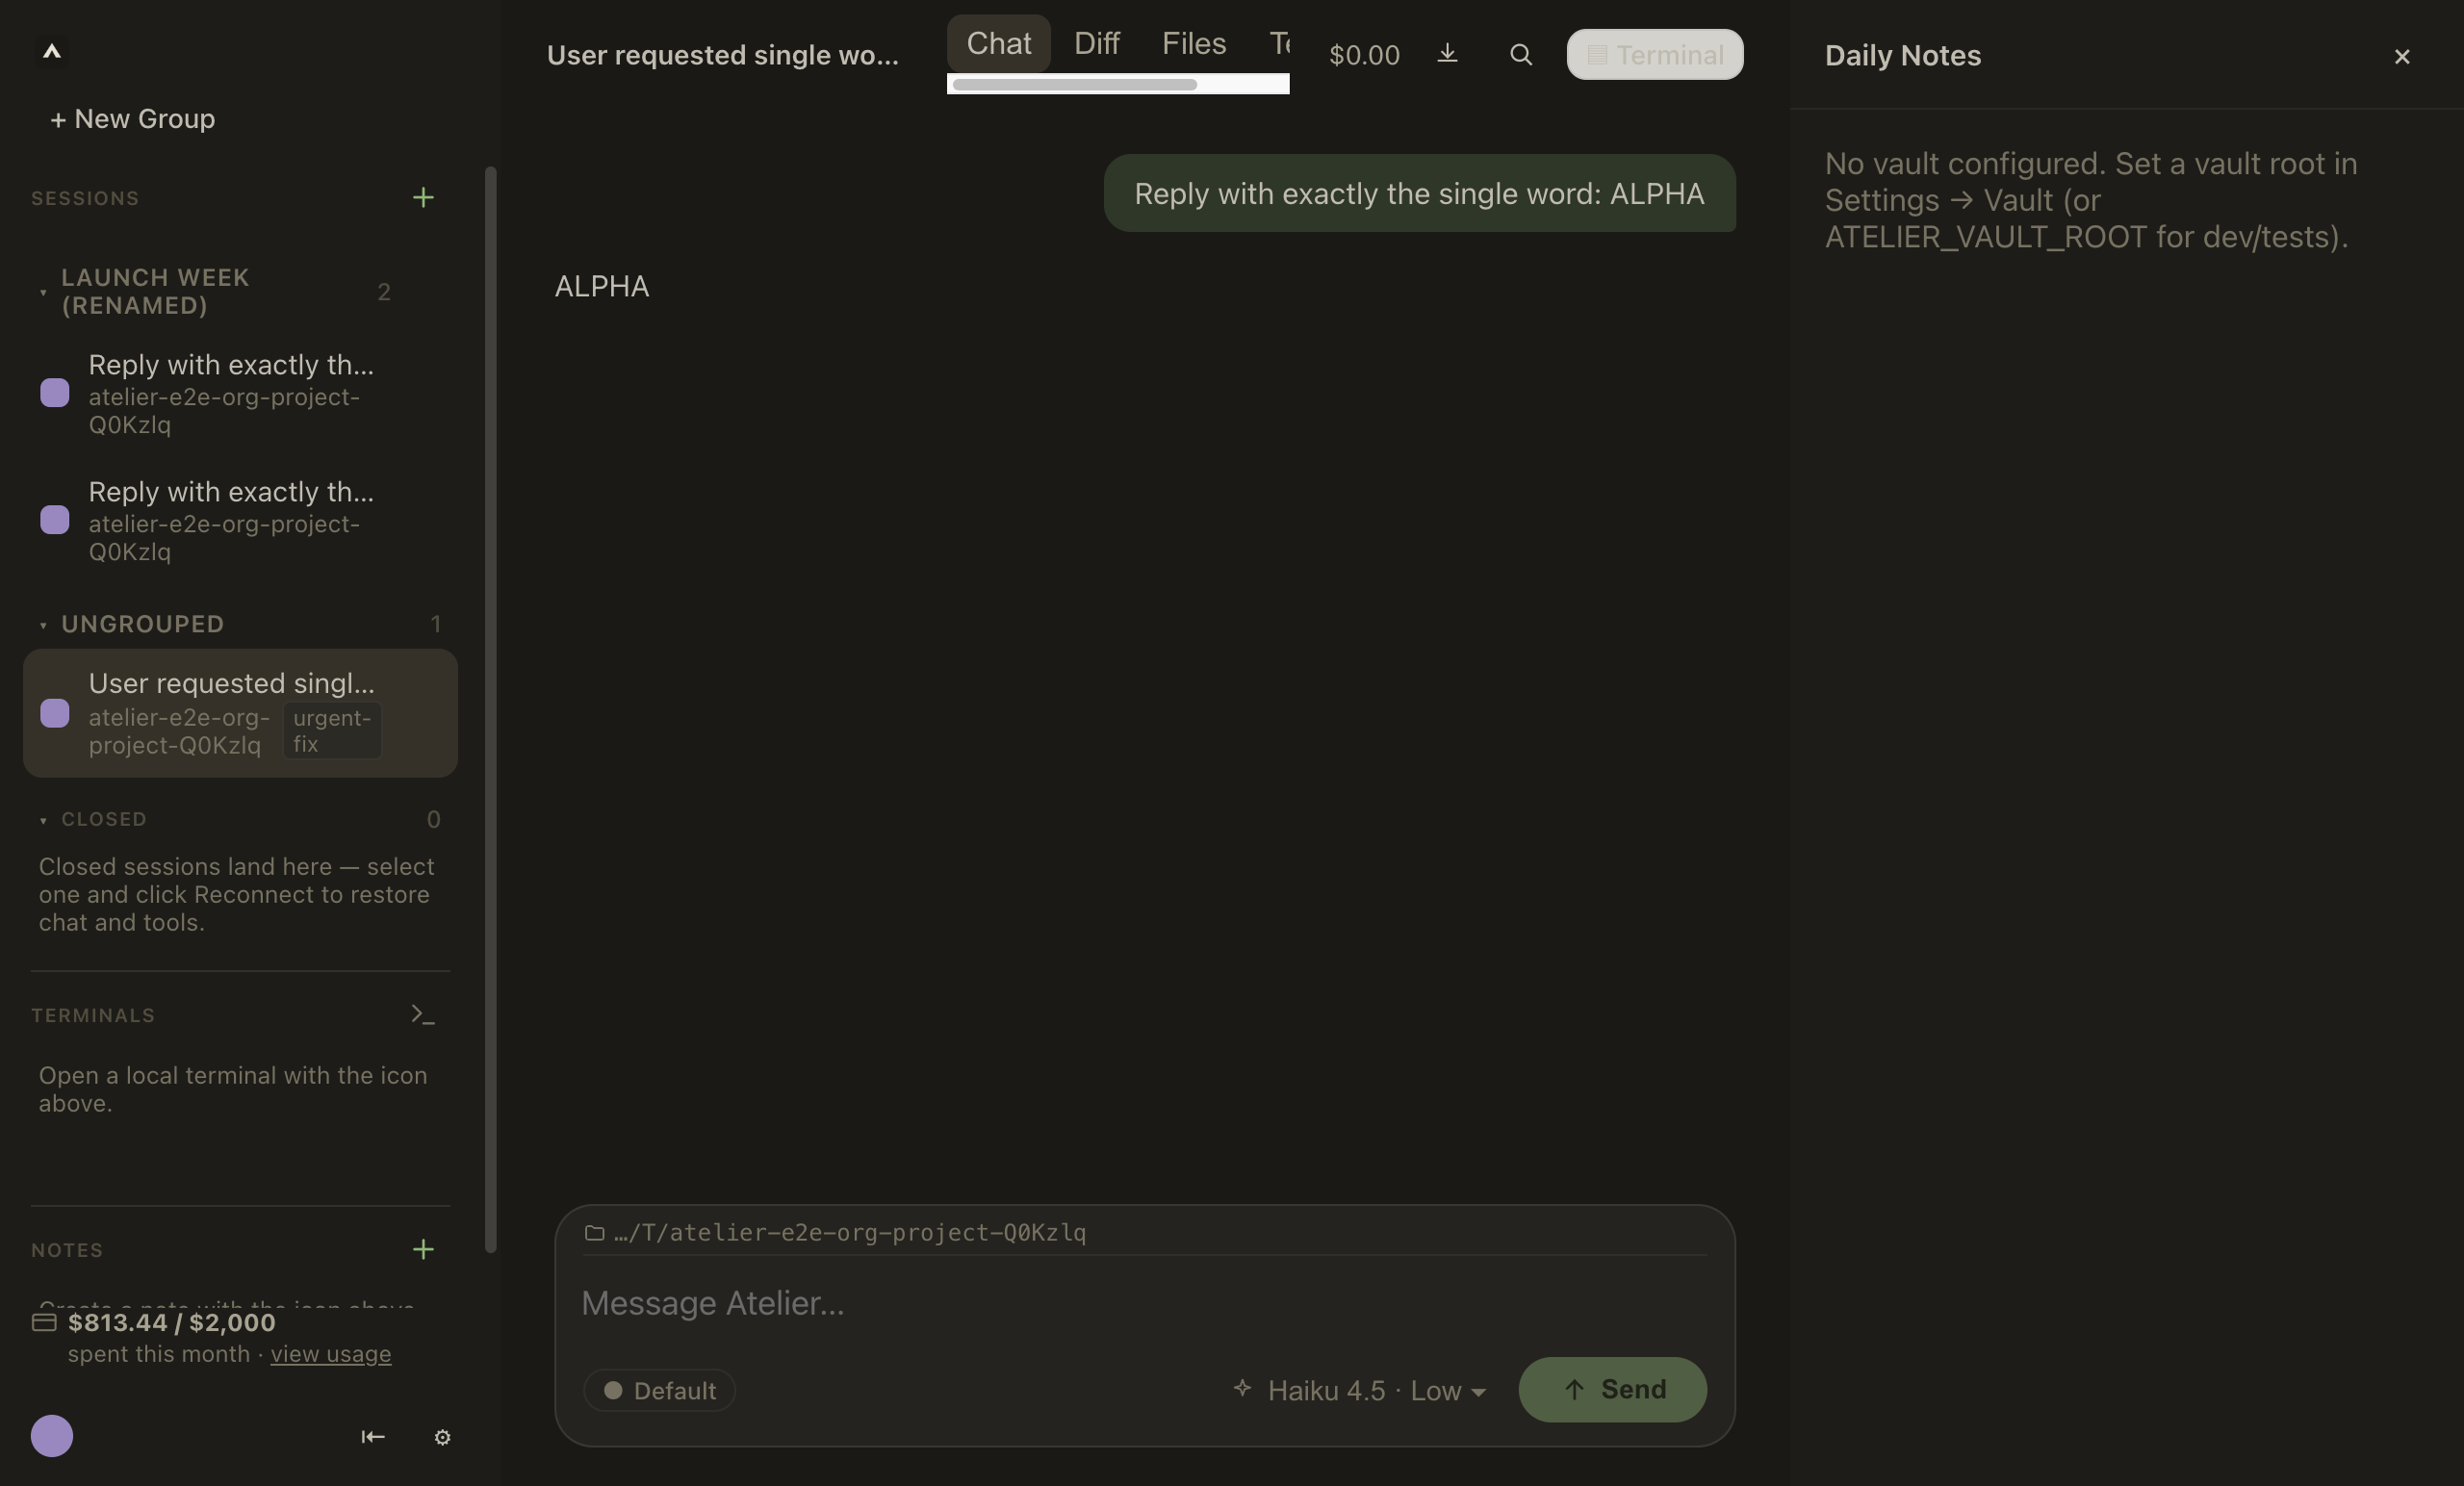 + New Group
SESSIONS
LAUNCH WEEK
(RENAMED)
2
Reply with exactly th...
atelier-e2e-org-project-
Q0Kzlq
Reply with exactly th...
atelier-e2e-org-project-
Q0Kzlq
UNGROUPED 1
User requested singl...
atelier-e2e-org-
project-Q0Kzlq
urgent-
fix
CLOSED 0
Closed sessions land here — select
one and click Reconnect to restore
chat and tools.
TERMINALS
Open a local terminal with the icon
above.
NOTES
Create a note with the icon above
$813.44 / $2,000
spent this month · view usage
User requested single wo...
Chat Diff Files
$0.00
Terminal
Reply with exactly the single word: ALPHA
ALPHA
…/T/atelier-e2e-org-project-Q0Kzlq
Message Atelier...
Default
Haiku 4.5 · Low
Send
Daily Notes
No vault configured. Set a vault root in
Settings → Vault (or
ATELIER_VAULT_ROOT for dev/tests).